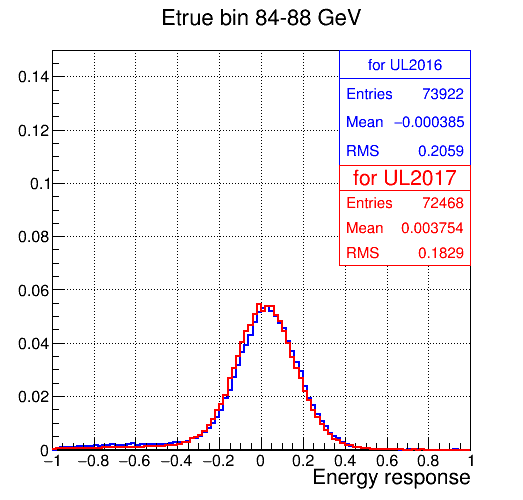 Etrue bin 84-88 GeV
for UL2016
Entries 73922
Mean −0.000385
RMS 0.2059
for UL2017
Entries 72468
Mean 0.003754
RMS 0.1829
0.14
0.12
0.1
0.08
0.06
0.04
0.02
0
−1 −0.8 −0.6 −0.4 −0.2 0 0.2 0.4 0.6 0.8 1
Energy response